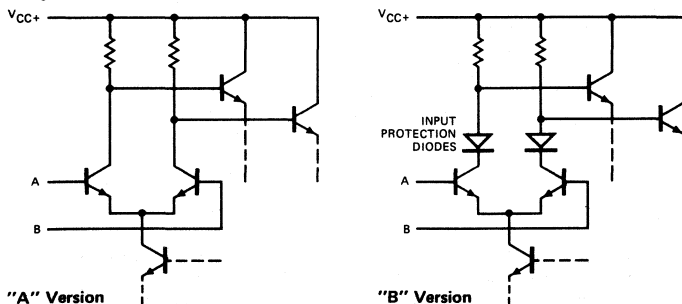 VCC+
A
B
"A" Version
VCC+
INPUT
PROTECTION
DIODES
A
B
"B" Version